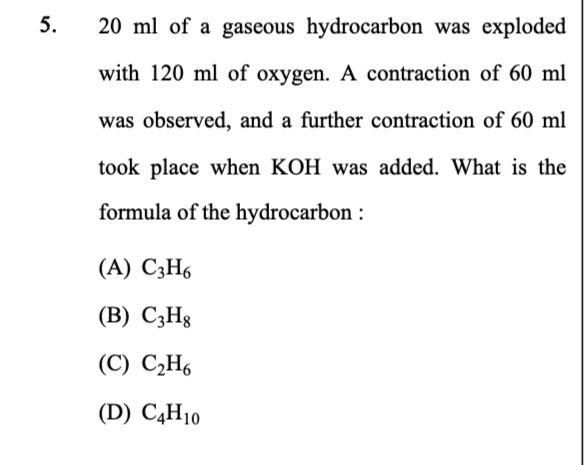 5. 20 ml of a gaseous hydrocarbon was exploded
with 120 ml of oxygen. A contraction of 60 ml
was observed, and a further contraction of 60 ml
took place when KOH was added. What is the
formula of the hydrocarbon :
(A) C₃H₆
(B) C₃H₈
(C) C₂H₆
(D) C₄H₁₀